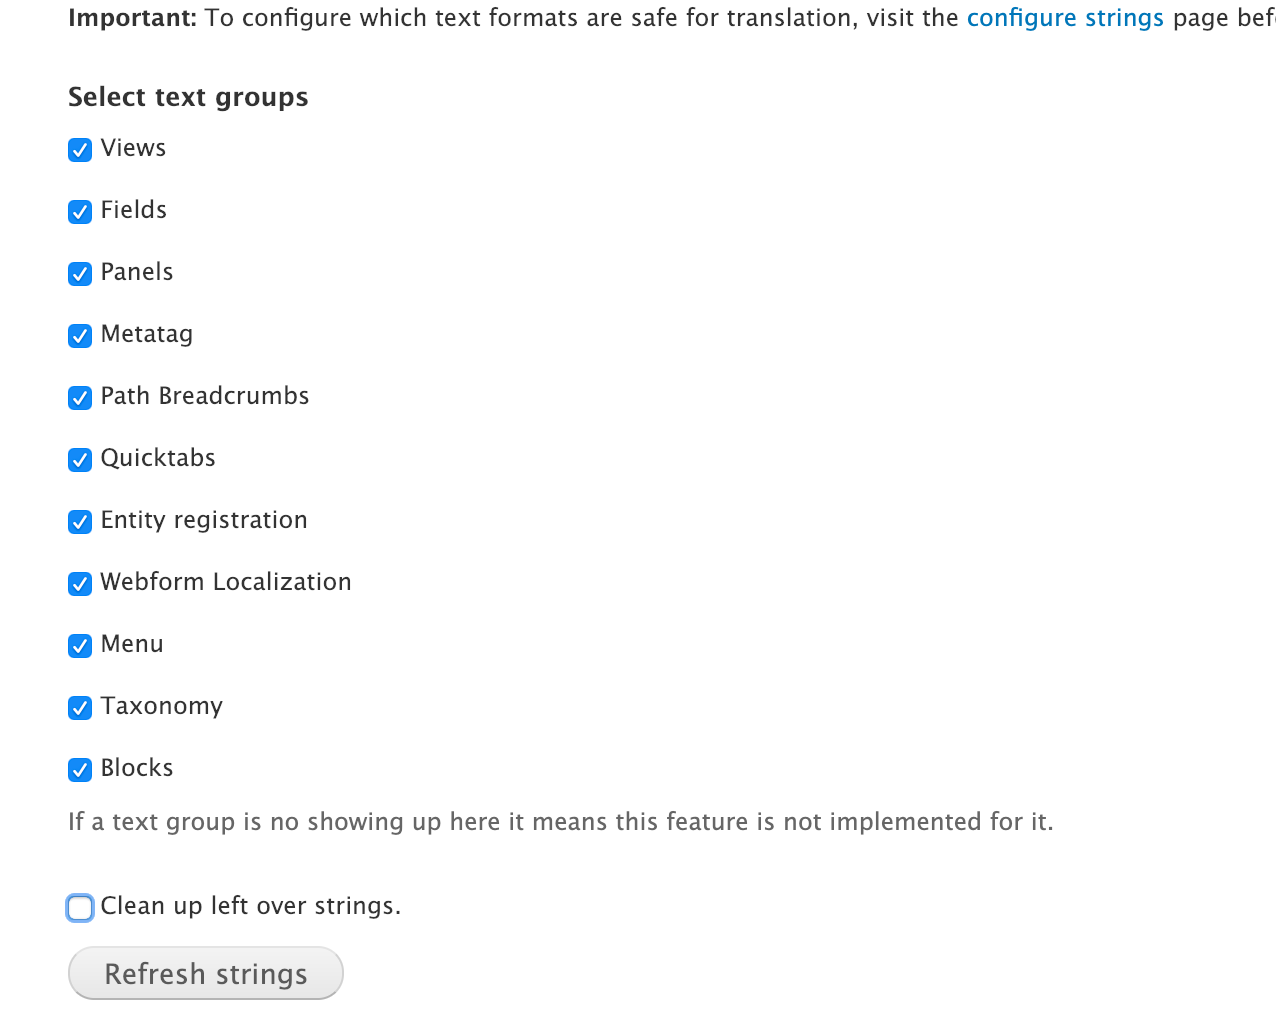 Important: To configure which text formats are safe for translation, visit the configure strings page
Select text groups
Views
Fields
Panels
Metatag
Path Breadcrumbs
Quicktabs
Entity registration
Webform Localization
Menu
Taxonomy
Blocks
If a text group is no showing up here it means this feature is not implemented for it.
Clean up left over strings.
Refresh strings